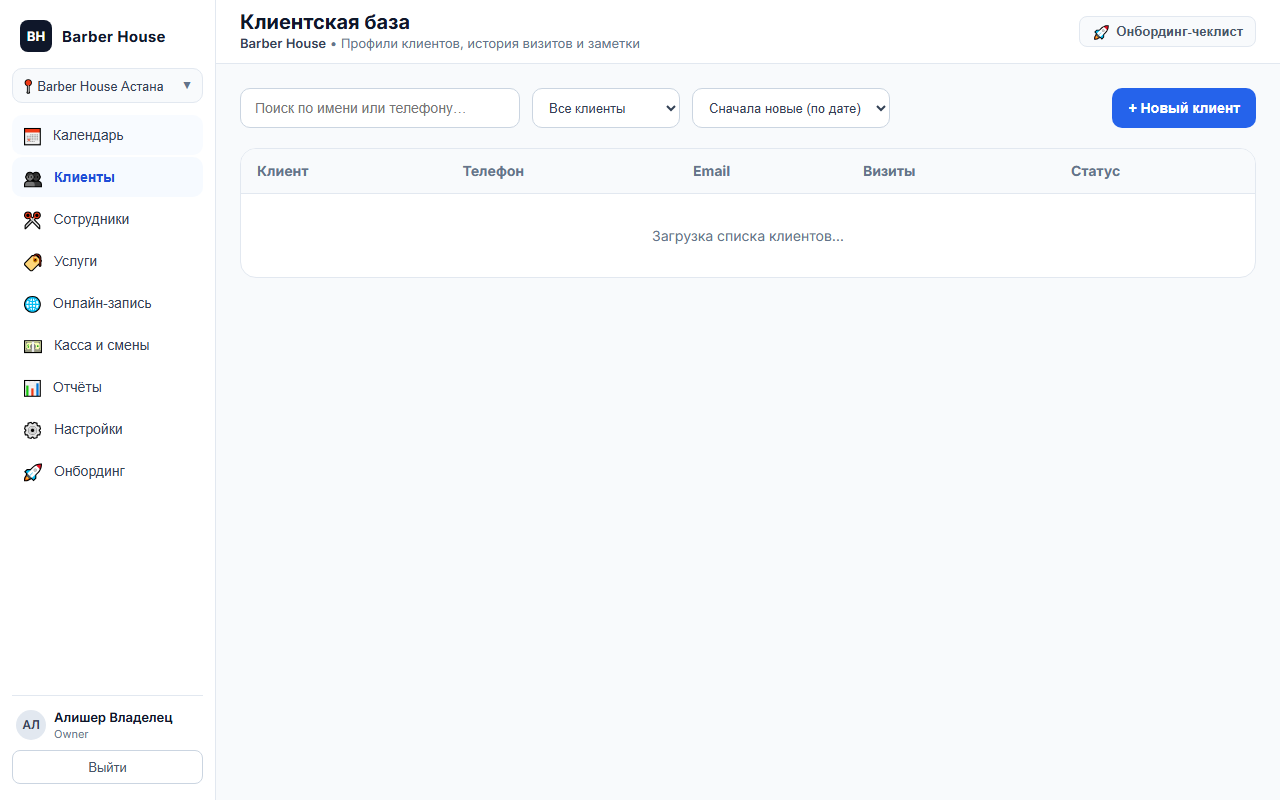 BH Barber House
Barber House Астана
Календарь
Клиенты
Сотрудники
Услуги
Онлайн-запись
Касса и смены
Отчёты
Настройки
Онбординг
АЛ
Алишер Владелец
Owner
Выйти
Клиентская база
Barber House • Профили клиентов, история визитов и заметки
Онбординг-чеклист
Поиск по имени или телефону...
Все клиенты
Сначала новые (по дате)
+ Новый клиент
Клиент Телефон Email Визиты Статус
Загрузка списка клиентов...